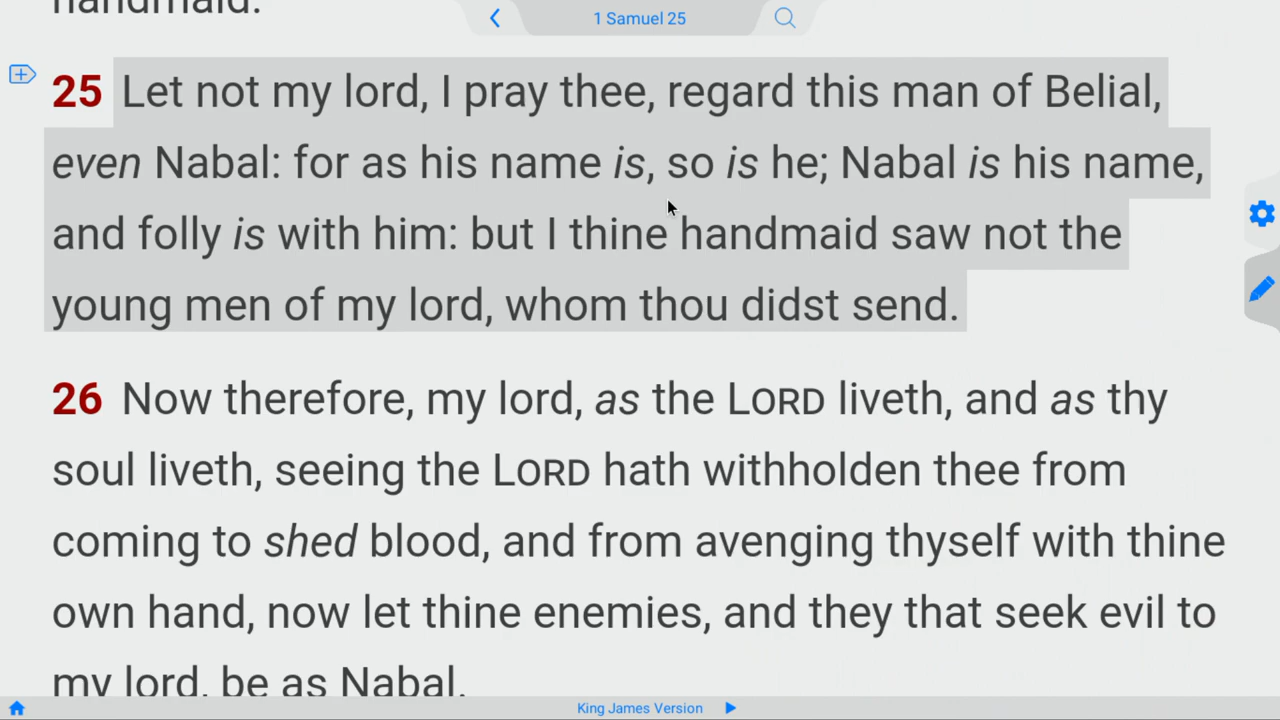 handmaid.
1 Samuel 25
25 Let not my lord, I pray thee, regard this man of Belial,
even Nabal: for as his name is, so is he; Nabal is his name,
and folly is with him: but I thine handmaid saw not the
young men of my lord, whom thou didst send.
26 Now therefore, my lord, as the LORD liveth, and as thy
soul liveth, seeing the LORD hath withholden thee from
coming to shed blood, and from avenging thyself with thine
own hand, now let thine enemies, and they that seek evil to
my lord, be as Nabal.
King James Version